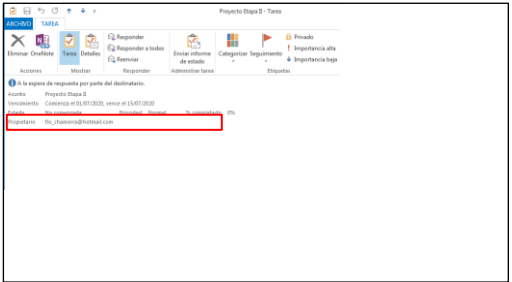 Proyecto Etapa II - Tarea
ARCHIVO TAREA
Eliminar OneNote Tarea Detalles Responder Responder a todos Reenviar Enviar informe de estado Categorizar Seguimiento Privado Importancia alta Importancia baja
Acciones Mostrar Responder Administrar tarea Etiquetas
A la espera de respuesta por parte del destinatario.
Asunto Proyecto Etapa II
Vencimiento Comienza el 01/07/2020, vence el 15/07/2020
Estado No comenzada Prioridad Normal % completado 0%
Propietario flo_chamorra@hotmail.com